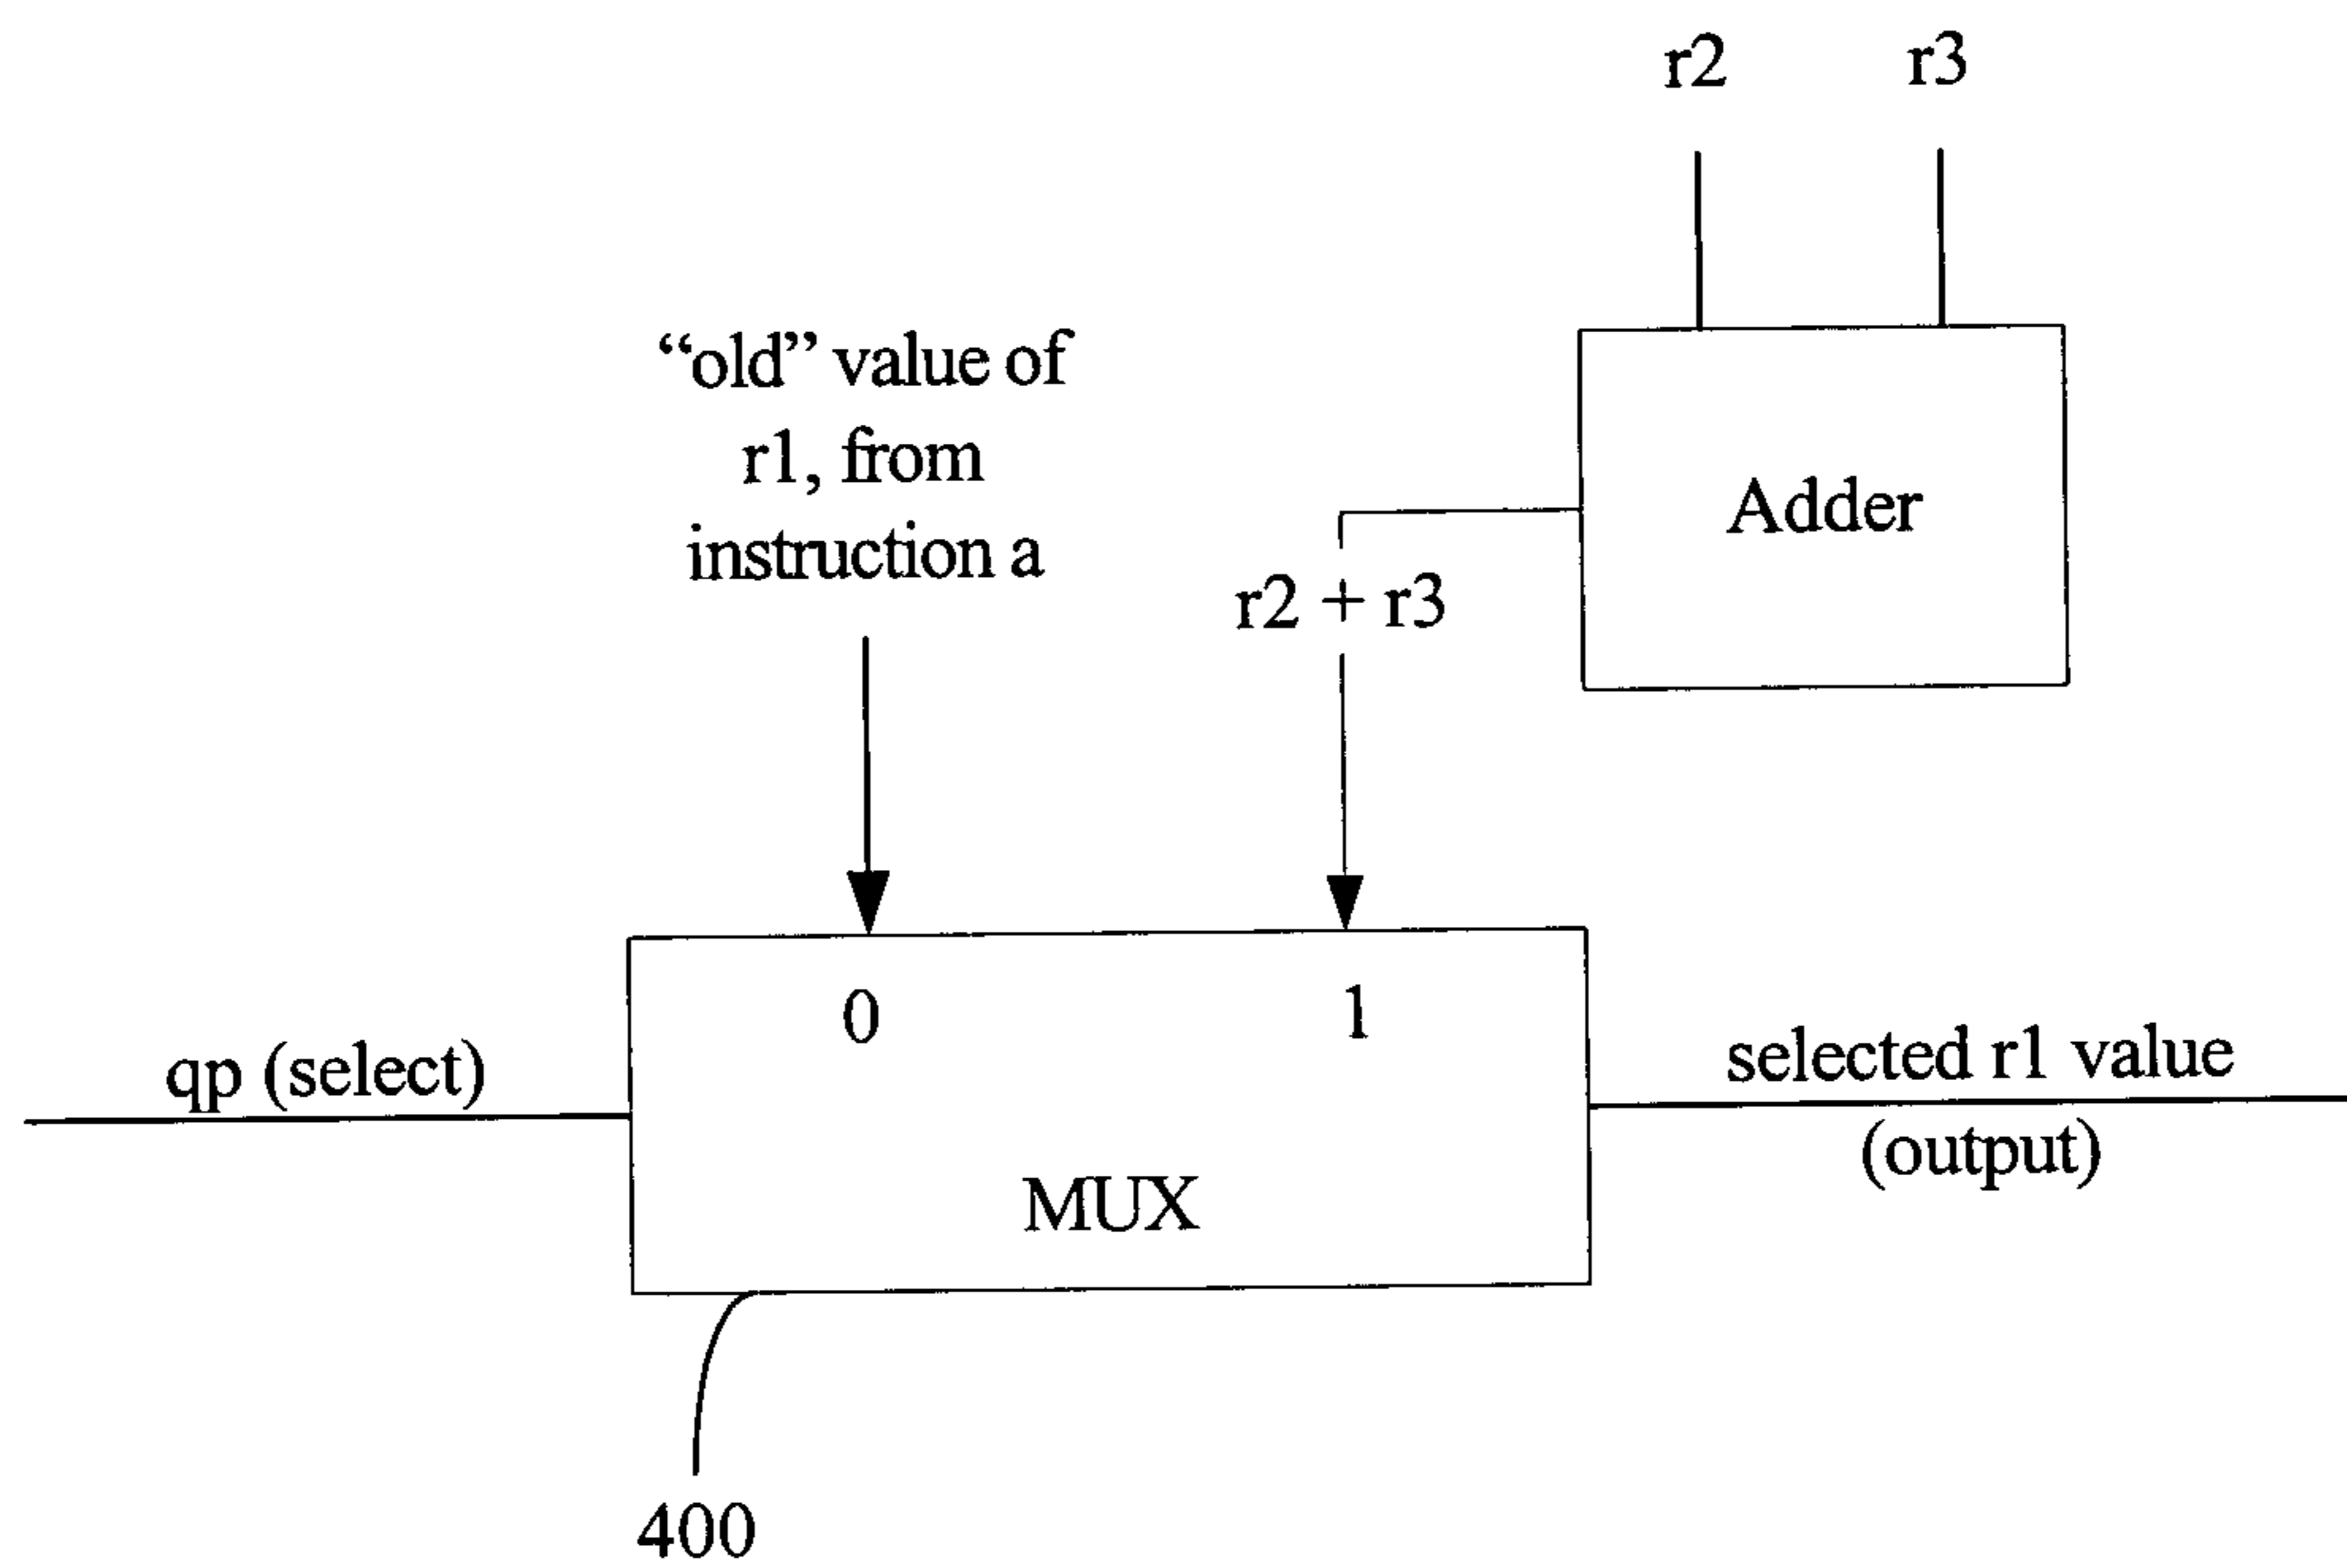 r2 r3
“old” value of
r1, from
instruction a
Adder
r2 + r3
0 1
qp (select)
selected r1 value
(output)
MUX
400